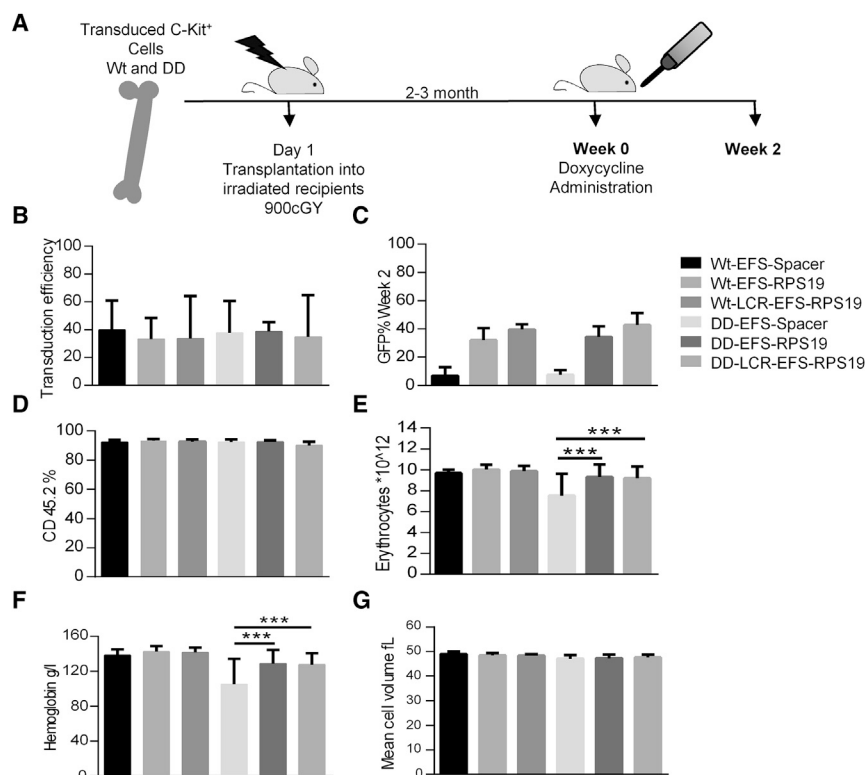 A
Transduced C-Kit⁺
Cells
Wt and DD
2-3 month
Day 1
Transplantation into
irradiated recipients
900cGY
Week 0
Doxycycline
Administration
Week 2
B
Transduction efficiency
100
80
60
40
20
0
C
GFP% Week 2
100
80
60
40
20
0
Wt-EFS-Spacer
Wt-EFS-RPS19
Wt-LCR-EFS-RPS19
DD-EFS-Spacer
DD-EFS-RPS19
DD-LCR-EFS-RPS19
D
CD 45.2 %
100
80
60
40
20
0
E
Erythrocytes *10^12
14
12
10
8
6
4
2
0
***
***
F
Hemoglobin g/l
160
120
80
40
0
***
***
G
Mean cell volume fL
60
50
40
30
20
10
0